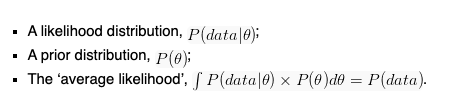 ▪ A likelihood distribution, P(data|θ);
▪ A prior distribution, P(θ);
▪ The ‘average likelihood’, ∫ P(data|θ) × P(θ)dθ = P(data).